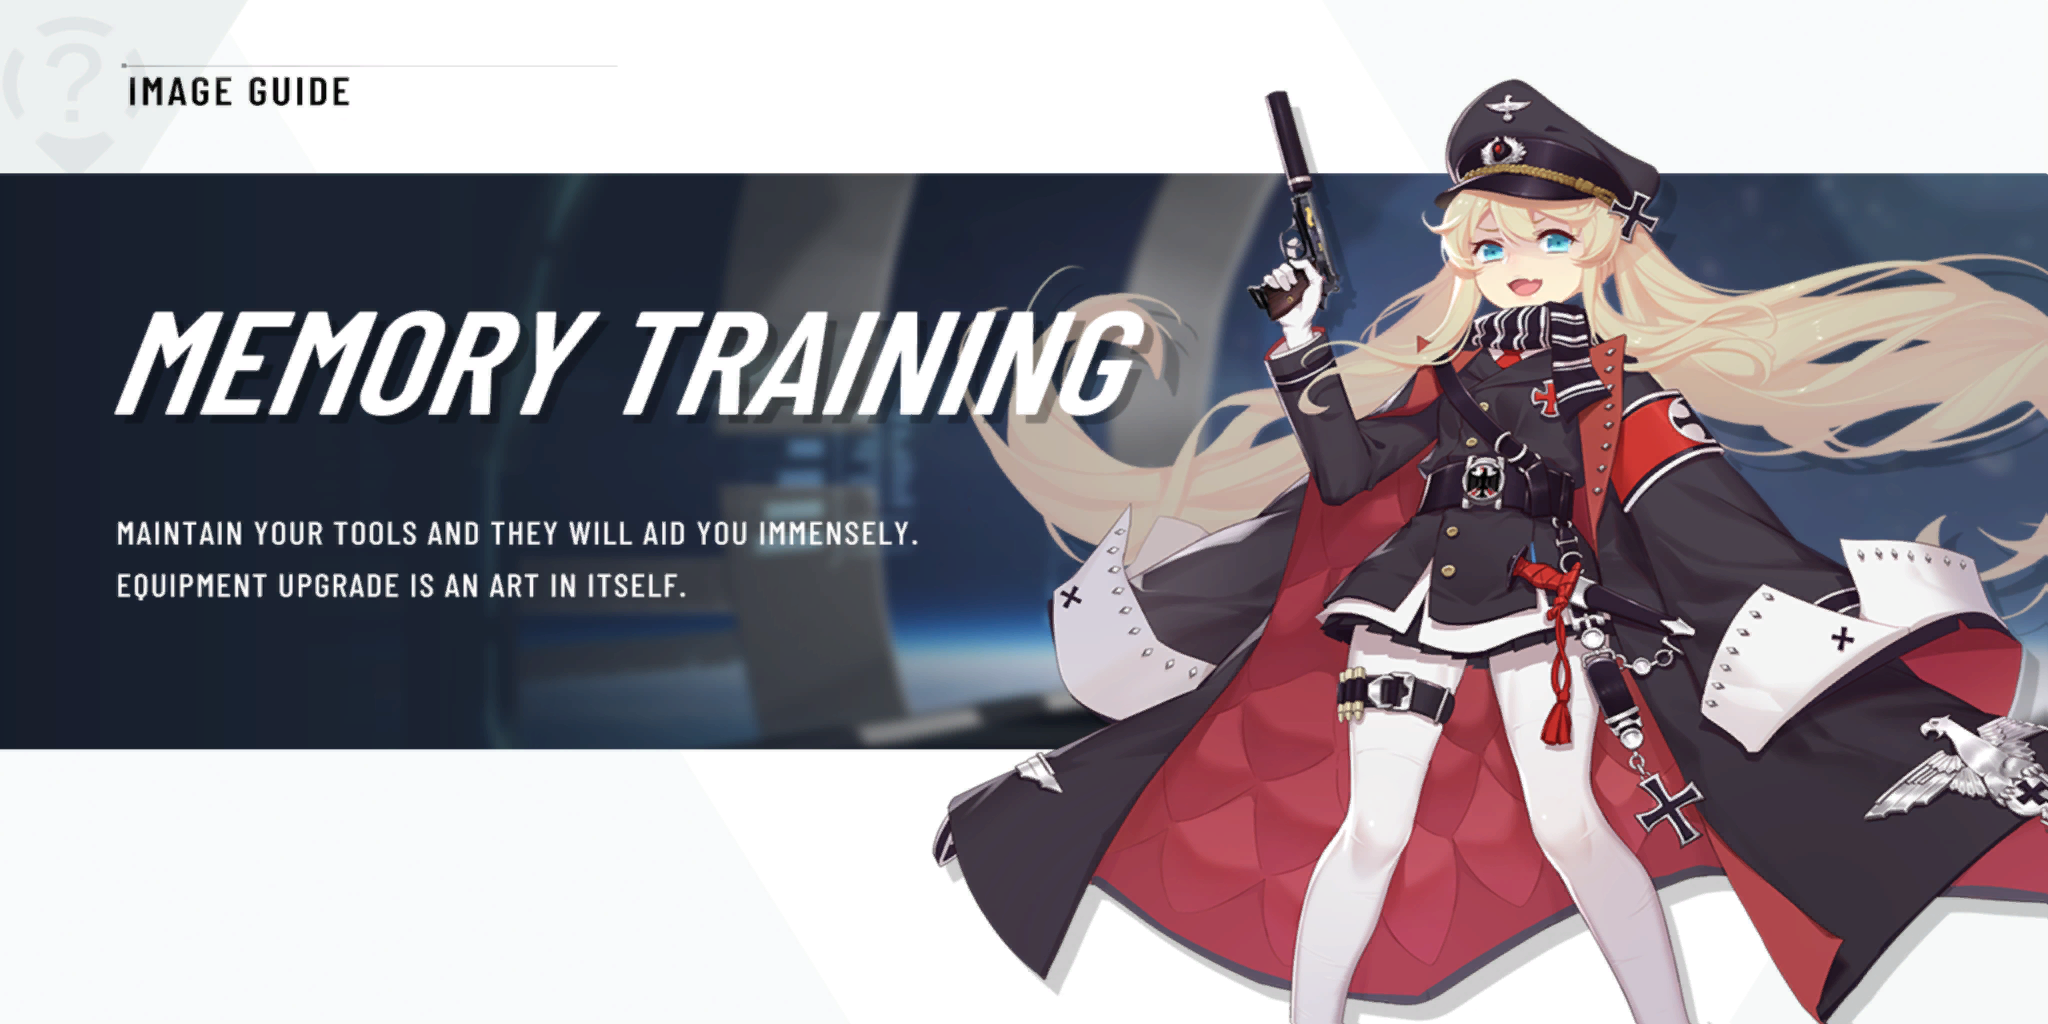 IMAGE GUIDE
MEMORY TRAINING
MAINTAIN YOUR TOOLS AND THEY WILL AID YOU IMMENSELY.
EQUIPMENT UPGRADE IS AN ART IN ITSELF.